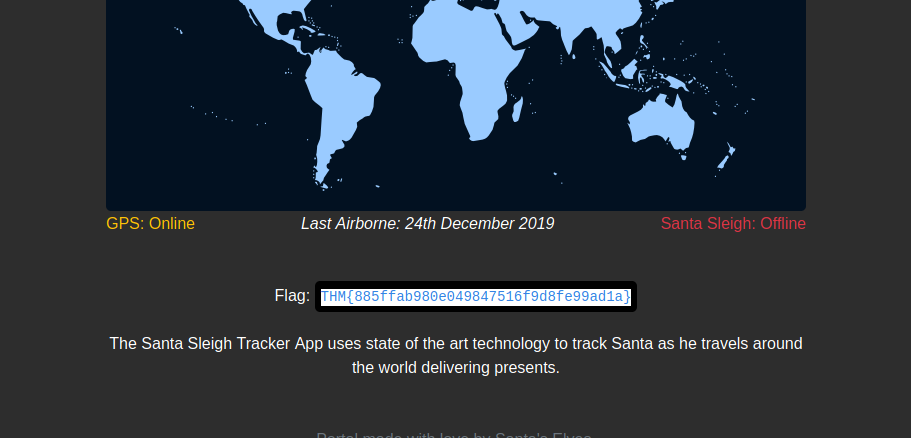 GPS: Online Last Airborne: 24th December 2019 Santa Sleigh: Offline
Flag: THM{885ffab980e049847516f9d8fe99ad1a}
The Santa Sleigh Tracker App uses state of the art technology to track Santa as he travels around
the world delivering presents.
Portal made with love by Santa's Elves